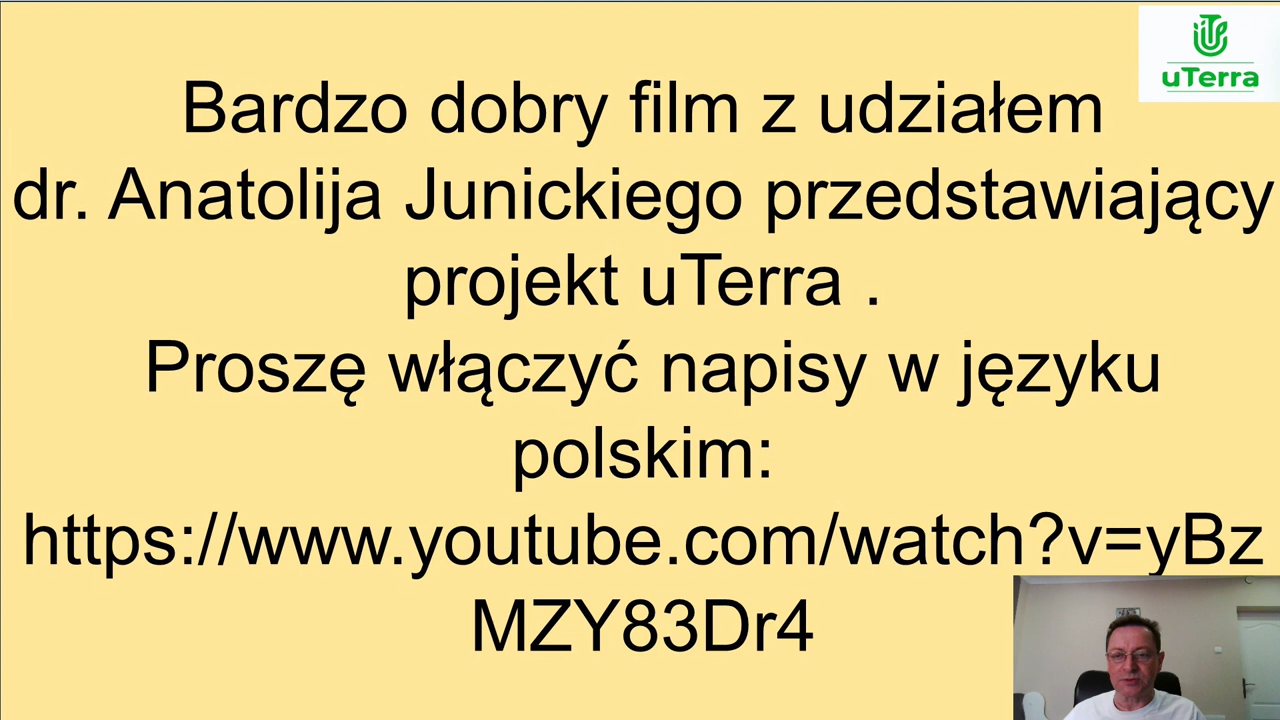 uTerra
Bardzo dobry film z udziałem
dr. Anatolija Junickiego przedstawiający
projekt uTerra .
Proszę włączyć napisy w języku
polskim:
https://www.youtube.com/watch?v=yBz
MZY83Dr4